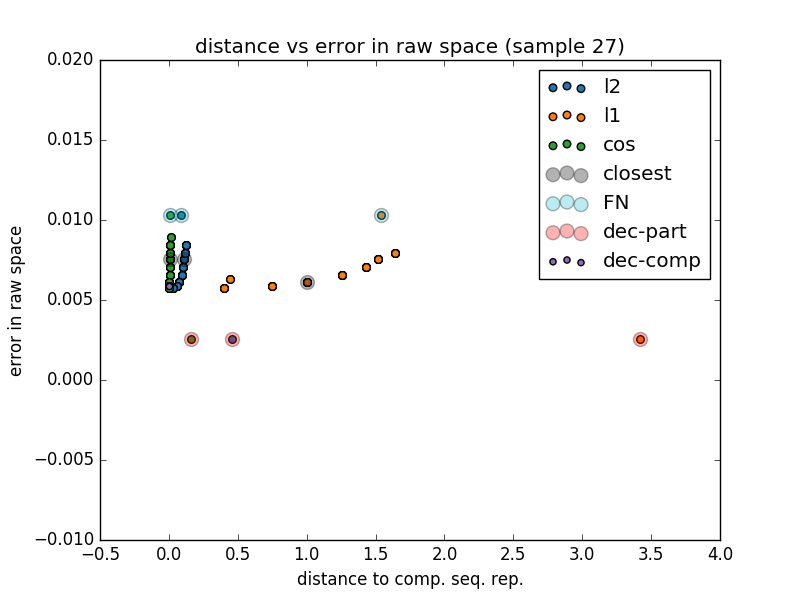 distance vs error in raw space (sample 27)
0.020
0.015
0.010
0.005
0.000
−0.005
−0.010
error in raw space
l2
l1
cos
closest
FN
dec-part
dec-comp
−0.5 0.0 0.5 1.0 1.5 2.0 2.5 3.0 3.5 4.0
distance to comp. seq. rep.